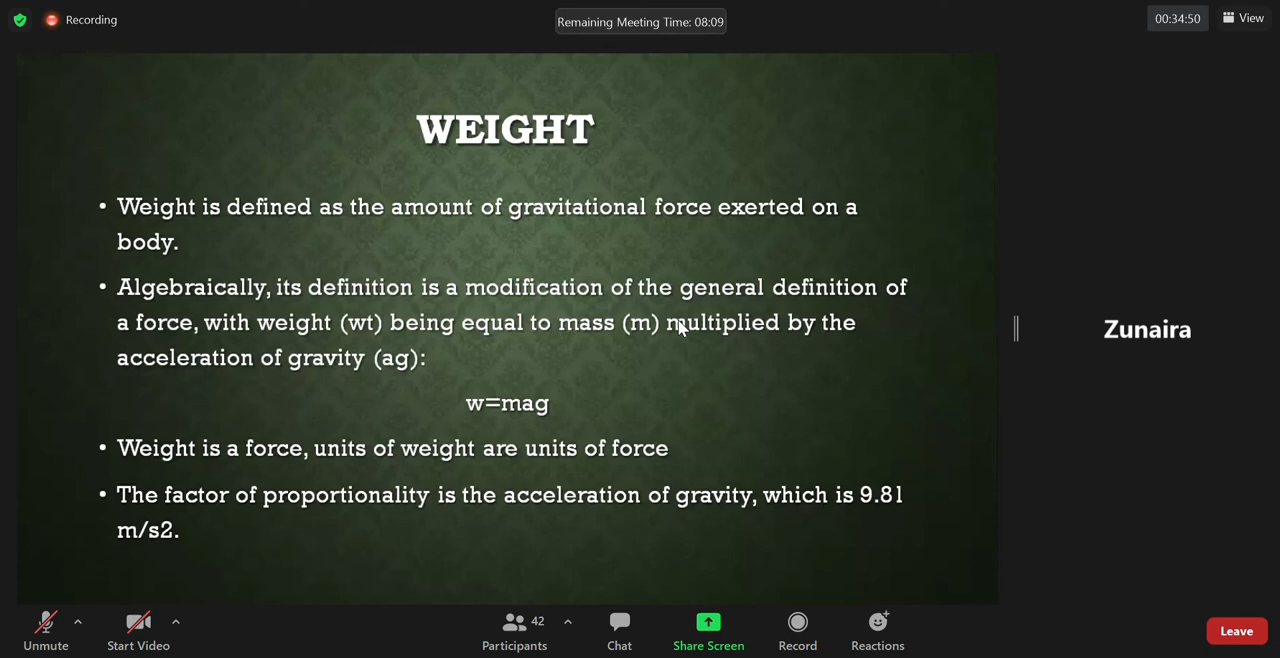 Recording
Remaining Meeting Time: 08:09
00:34:50
View
WEIGHT
• Weight is defined as the amount of gravitational force exerted on a
body.
• Algebraically, its definition is a modification of the general definition of
a force, with weight (wt) being equal to mass (m) multiplied by the
acceleration of gravity (ag):
w=mag
• Weight is a force, units of weight are units of force
• The factor of proportionality is the acceleration of gravity, which is 9.81
m/s2.
Zunaira
42
Unmute
Start Video
Participants
Chat
Share Screen
Record
Reactions
Leave